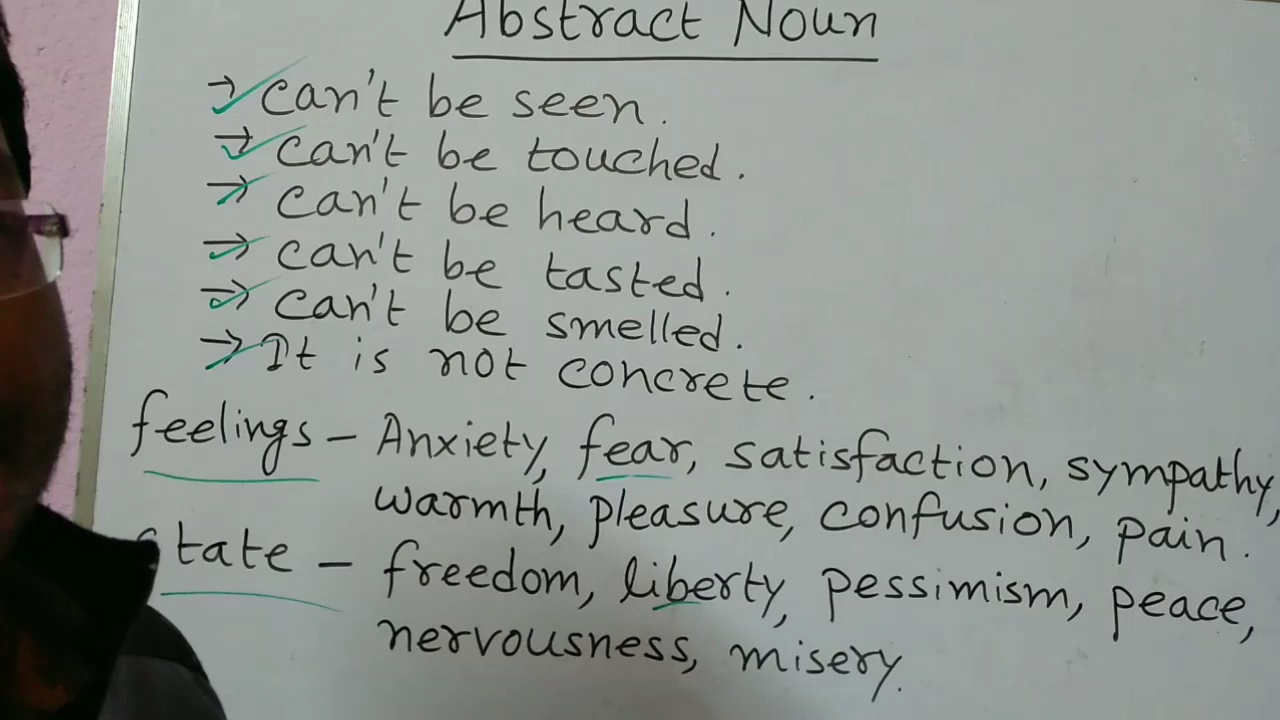 Abstract Noun
→ can't be seen.
→ can't be touched.
→ can't be heard.
→ can't be tasted.
→ can't be smelled.
→ It is not concrete.
feelings - Anxiety, fear, satisfaction, sympathy,
warmth, pleasure, confusion, pain.
state - freedom, liberty, pessimism, peace,
nervousness, misery.